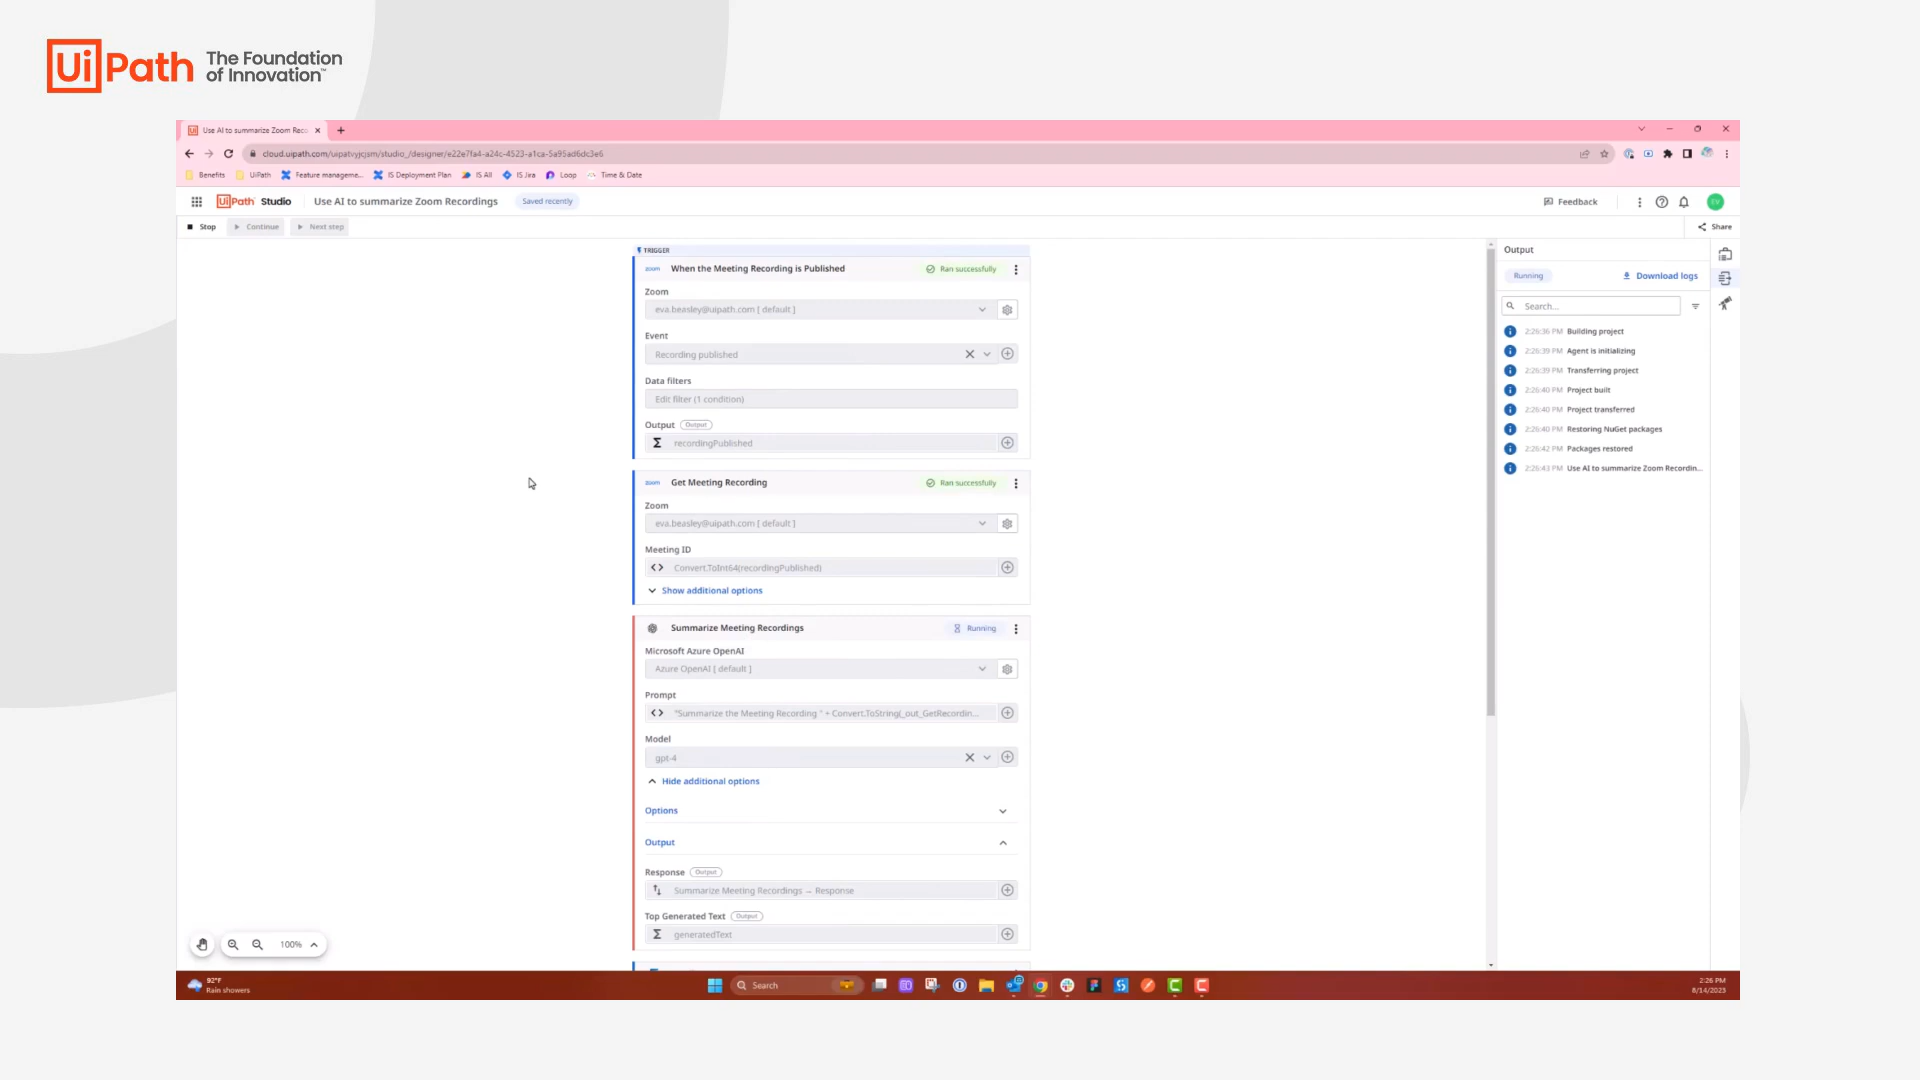 UiPath The Foundation of Innovation™
Use AI to summarize Zoom Reco
cloud.uipath.com/uipatvyjcjsm/studio_/designer/e22e7fa4-a24c-4523-a1ca-5a95ad6dc3e6
Benefits UiPath Feature manageme... IS Deployment Plan IS All IS Jira Loop Time & Date
UiPath Studio Use AI to summarize Zoom Recordings Saved recently Feedback
Stop Continue Next step Share
TRIGGER
zoom When the Meeting Recording is Published Ran successfully
Zoom
eva.beasley@uipath.com [ default ]
Event
Recording published
Data filters
Edit filter (1 condition)
Output Output
recordingPublished
zoom Get Meeting Recording Ran successfully
Zoom
eva.beasley@uipath.com [ default ]
Meeting ID
Convert.ToInt64(recordingPublished)
Show additional options
Summarize Meeting Recordings Running
Microsoft Azure OpenAI
Azure OpenAI [ default ]
Prompt
"Summarize the Meeting Recording " + Convert.ToString(_out_GetRecordin...
Model
gpt-4
Hide additional options
Options
Output
Response Output
Summarize Meeting Recordings → Response
Top Generated Text Output
generatedText
Output
Running Download logs
Search...
2:26:36 PM Building project
2:26:39 PM Agent is initializing
2:26:39 PM Transferring project
2:26:40 PM Project built
2:26:40 PM Project transferred
2:26:40 PM Restoring NuGet packages
2:26:42 PM Packages restored
2:26:43 PM Use AI to summarize Zoom Recordin...
100%
92°F
Rain showers
Search
2:26 PM
8/14/2023